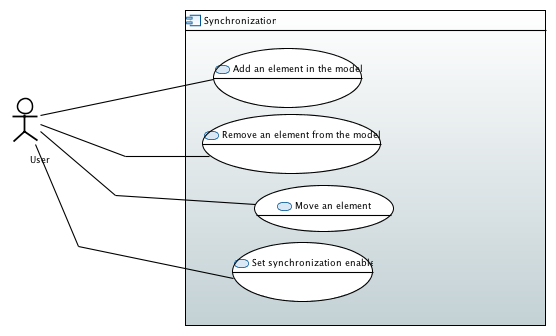 Synchronization
Add an element in the model
Remove an element from the model
User
Move an element
Set synchronization enable